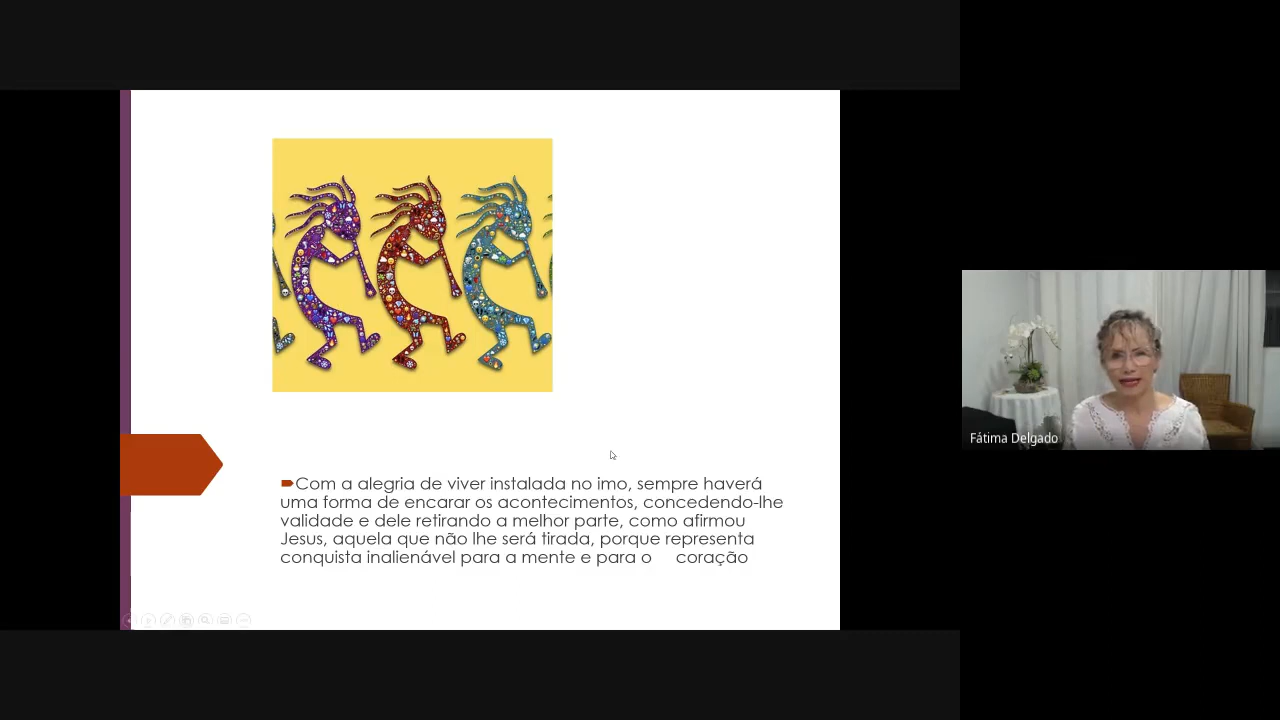 Com a alegria de viver instalada no imo, sempre haverá
uma forma de encarar os acontecimentos, concedendo-lhe
validade e dele retirando a melhor parte, como afirmou
Jesus, aquela que não lhe será tirada, porque representa
conquista inalienável para a mente e para o coração
Fátima Delgado